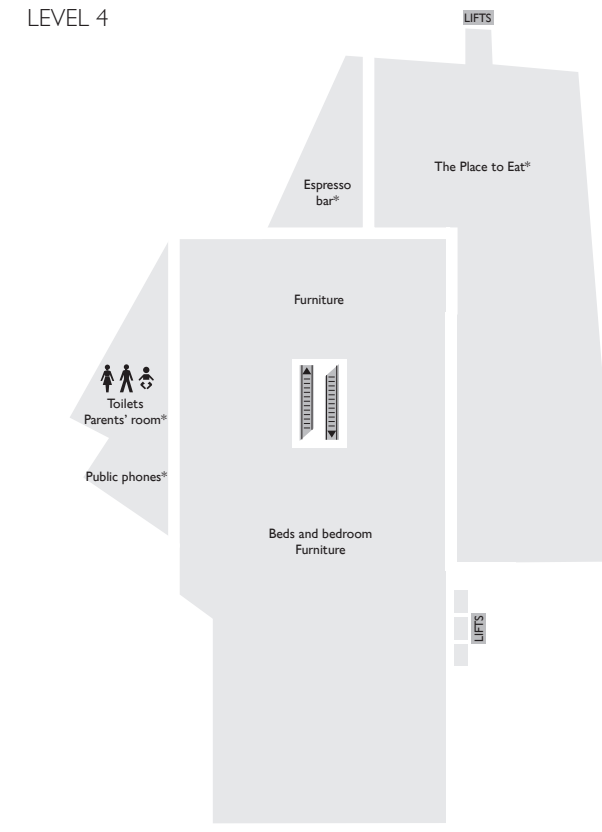 LEVEL 4
LIFTS
The Place to Eat*
Espresso
bar*
Furniture
Toilets
Parents' room*
Public phones*
Beds and bedroom
Furniture
LIFTS